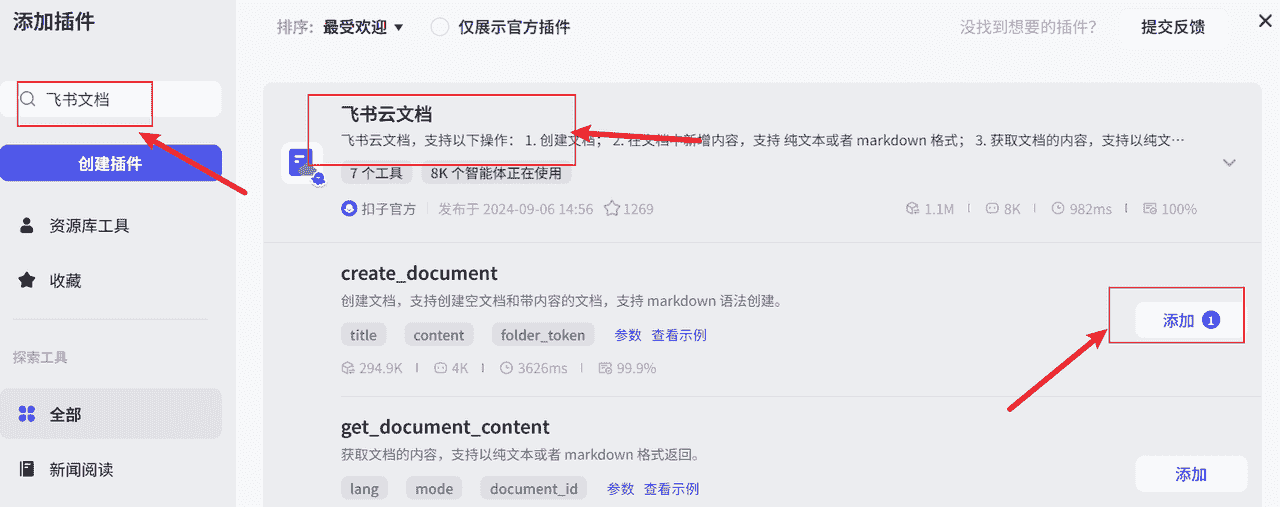 添加插件
排序: 最受欢迎 仅展示官方插件 没找到想要的插件? 提交反馈
飞书文档
创建插件
资源库工具
收藏
探索工具
全部
新闻阅读
飞书云文档
飞书云文档，支持以下操作： 1. 创建文档； 2. 在文档中新增内容，支持 纯文本或者 markdown 格式； 3. 获取文档的内容，支持以纯文…
7 个工具 8K 个智能体正在使用
扣子官方 发布于 2024-09-06 14:56 1269 1.1M 8K 982ms 100%
create_document
创建文档，支持创建空文档和带内容的文档，支持 markdown 语法创建。
title content folder_token 参数 查看示例
添加 1
294.9K 4K 3626ms 99.9%
get_document_content
获取文档的内容，支持以纯文本或者 markdown 格式返回。
lang mode document_id 参数 查看示例
添加